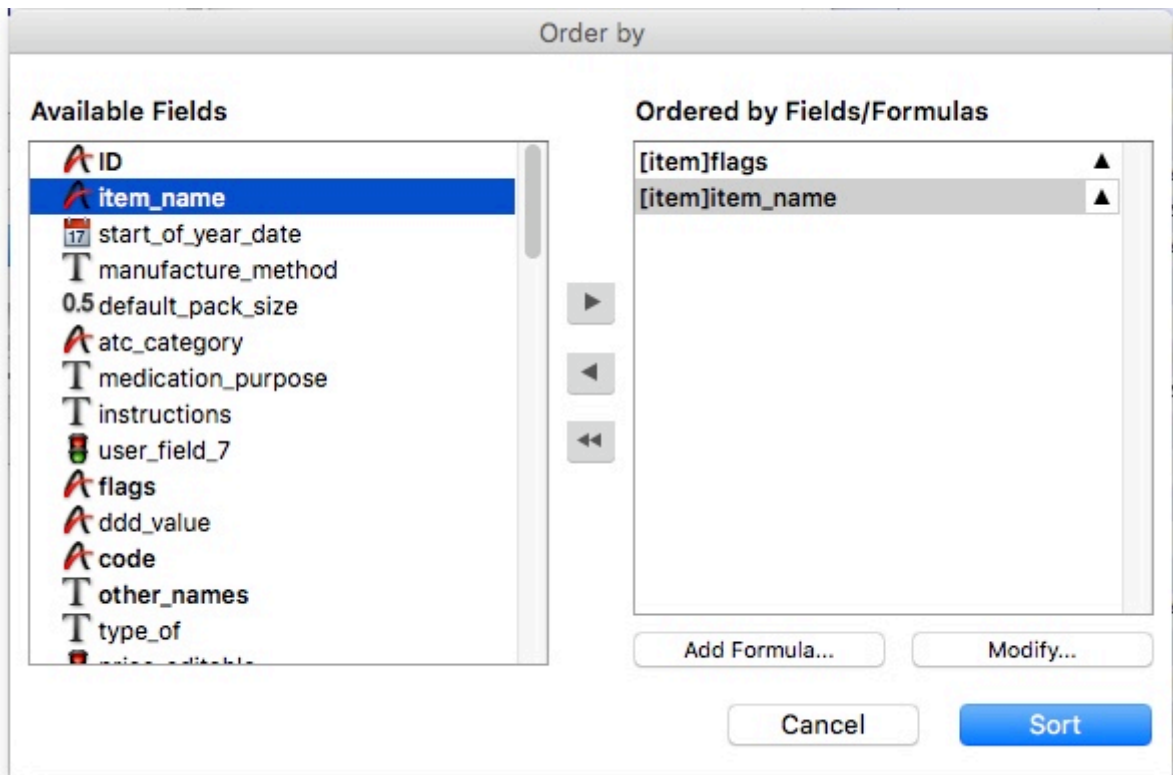 Order by
Available Fields
ID
item_name
17 start_of_year_date
T manufacture_method
0.5 default_pack_size
atc_category
T medication_purpose
T instructions
user_field_7
flags
ddd_value
code
T other_names
T type_of
Ordered by Fields/Formulas
[item]flags
[item]item_name
Add Formula...
Modify...
Cancel
Sort